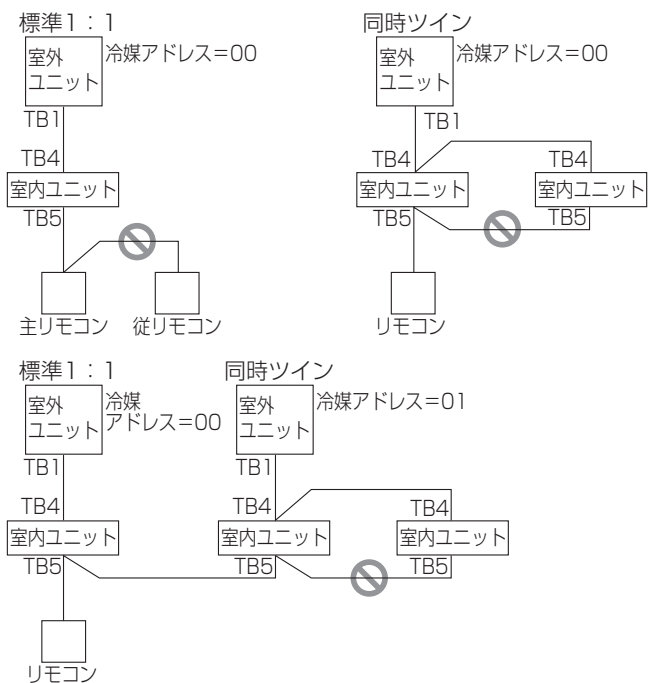 標準1：1
室外
ユニット
冷媒アドレス＝00
TB1
TB4
室内ユニット
TB5
主リモコン
従リモコン
同時ツイン
室外
ユニット
冷媒アドレス＝00
TB1
TB4
TB4
室内ユニット
室内ユニット
TB5
TB5
リモコン
標準1：1
室外
ユニット
冷媒
アドレス＝00
TB1
TB4
室内ユニット
TB5
リモコン
同時ツイン
室外
ユニット
冷媒アドレス＝01
TB1
TB4
TB4
室内ユニット
室内ユニット
TB5
TB5